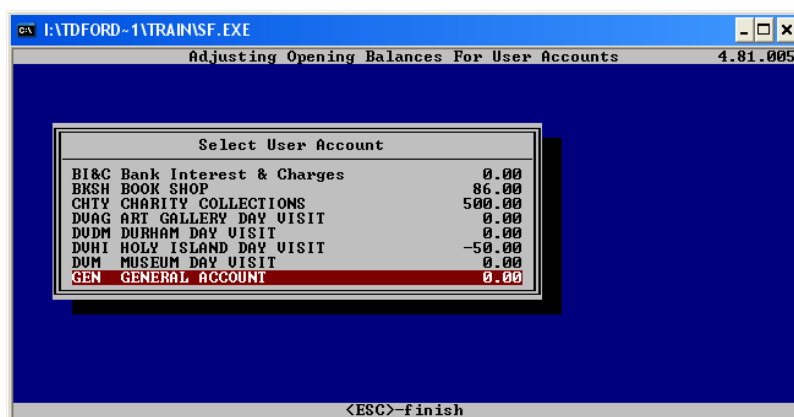 I:\TDFORD~1\TRAIN\SF.EXE
Adjusting Opening Balances For User Accounts 4.81.005
Select User Account
BI&C Bank Interest & Charges 0.00
BKSH BOOK SHOP 86.00
CHTY CHARITY COLLECTIONS 500.00
DVAG ART GALLERY DAY VISIT 0.00
DVDM DURHAM DAY VISIT 0.00
DVHI HOLY ISLAND DAY VISIT -50.00
DVM MUSEUM DAY VISIT 0.00
GEN GENERAL ACCOUNT 0.00
<ESC>-finish